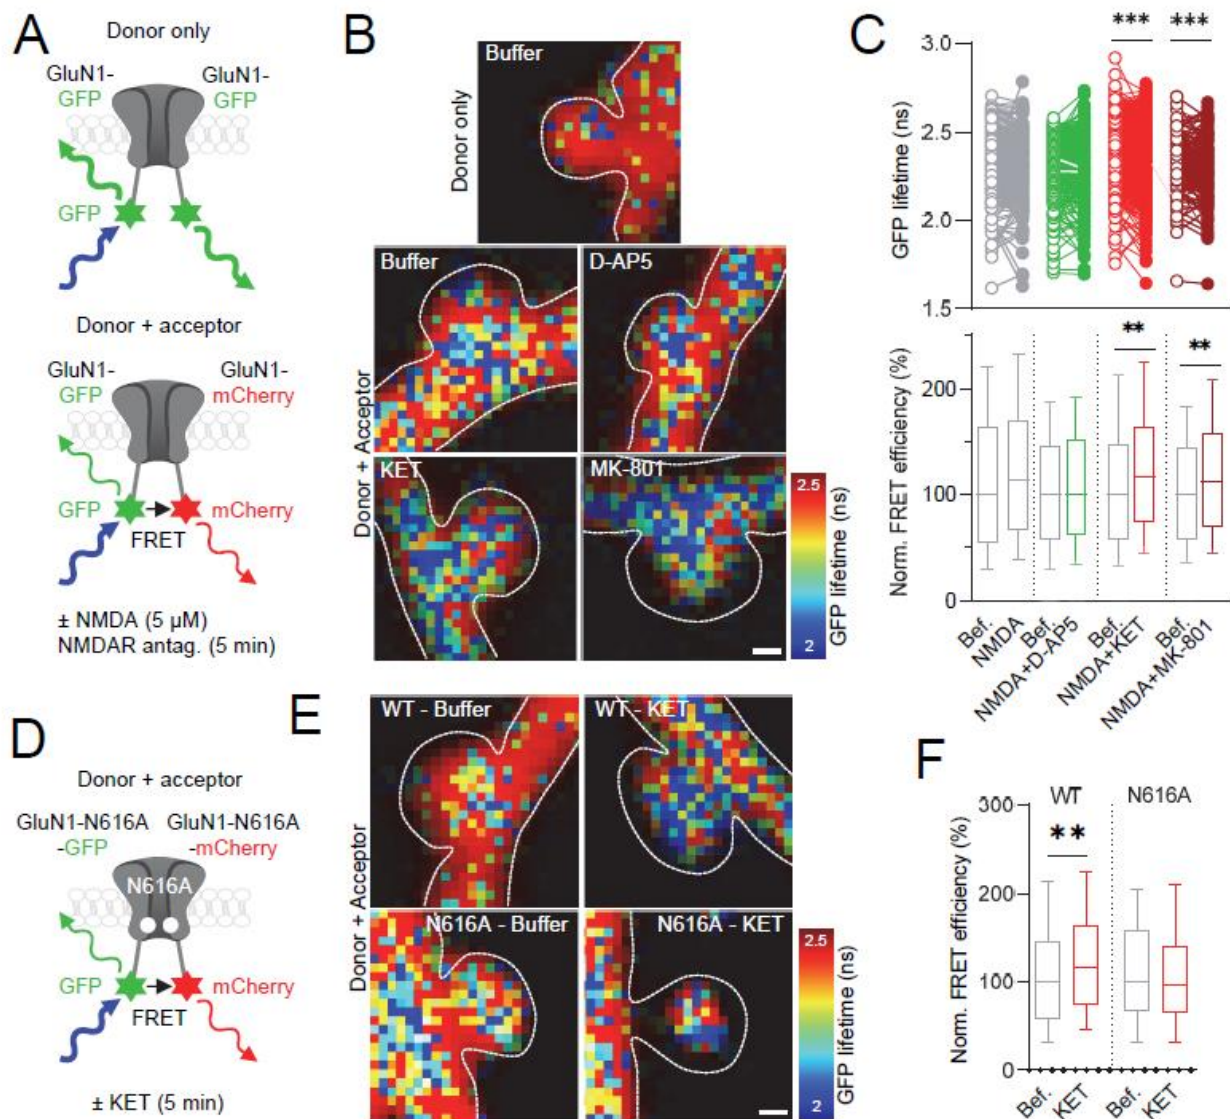 A
Donor only
GluN1-
GFP
GluN1-
GFP
GFP
Donor + acceptor
GluN1-
GFP
GluN1-
mCherry
GFP
mCherry
FRET
± NMDA (5 µM)
NMDAR antag. (5 min)
B
Donor only
Buffer
Donor + Acceptor
Buffer
D-AP5
KET
MK-801
2.5
2
GFP lifetime (ns)
C
***
***
GFP lifetime (ns)
3.0
2.5
2.0
1.5
**
**
Norm. FRET efficiency (%)
200
100
0
Bef.
NMDA
Bef.
NMDA+D-AP5
Bef.
NMDA+KET
Bef.
NMDA+MK-801
D
Donor + acceptor
GluN1-N616A
-GFP
GluN1-N616A
-mCherry
N616A
GFP
mCherry
FRET
± KET (5 min)
E
Donor + Acceptor
WT - Buffer
WT - KET
N616A - Buffer
N616A - KET
2.5
2
GFP lifetime (ns)
F
WT
N616A
**
Norm. FRET efficiency (%)
300
200
100
0
Bef.
KET
Bef.
KET